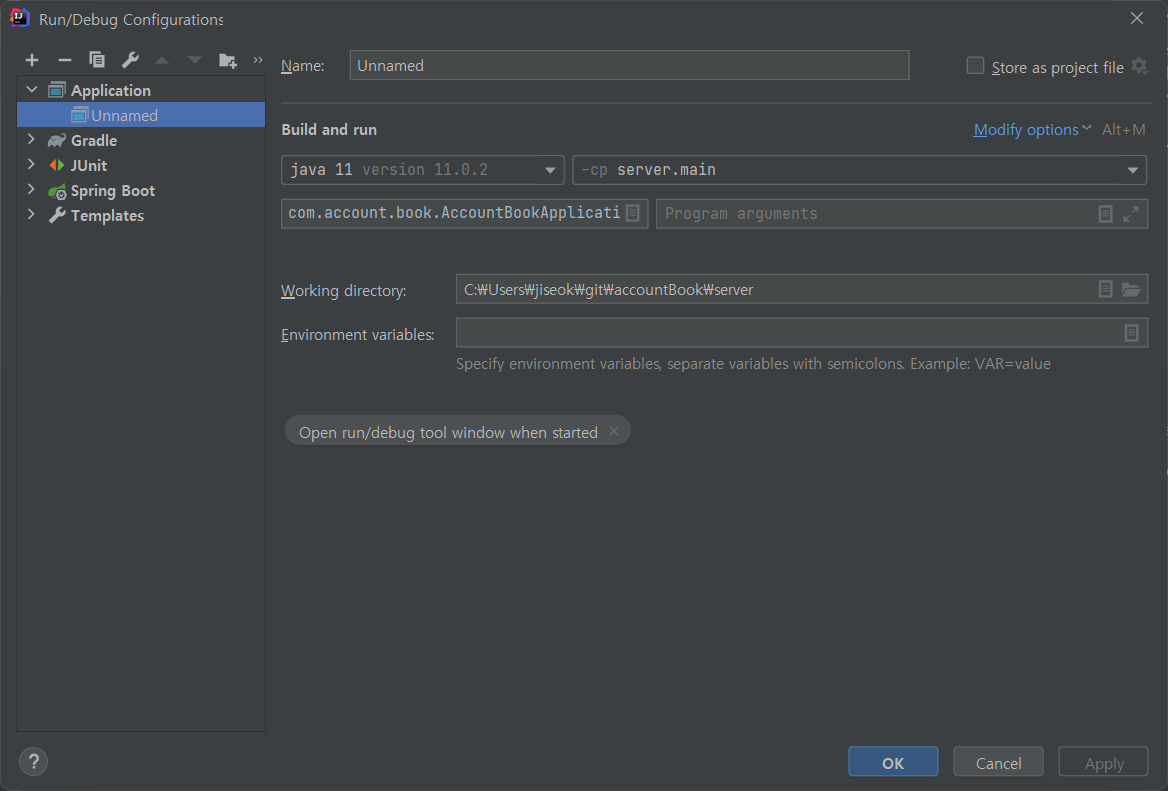 Run/Debug Configurations
Name: Unnamed Store as project file
Application
Unnamed
Gradle
JUnit
Spring Boot
Templates
Build and run Modify options Alt+M
java 11 version 11.0.2 -cp server.main
com.account.book.AccountBookApplicati Program arguments
Working directory: C:₩Users₩jiseok₩git₩accountBook₩server
Environment variables:
Specify environment variables, separate variables with semicolons. Example: VAR=value
Open run/debug tool window when started
? OK Cancel Apply